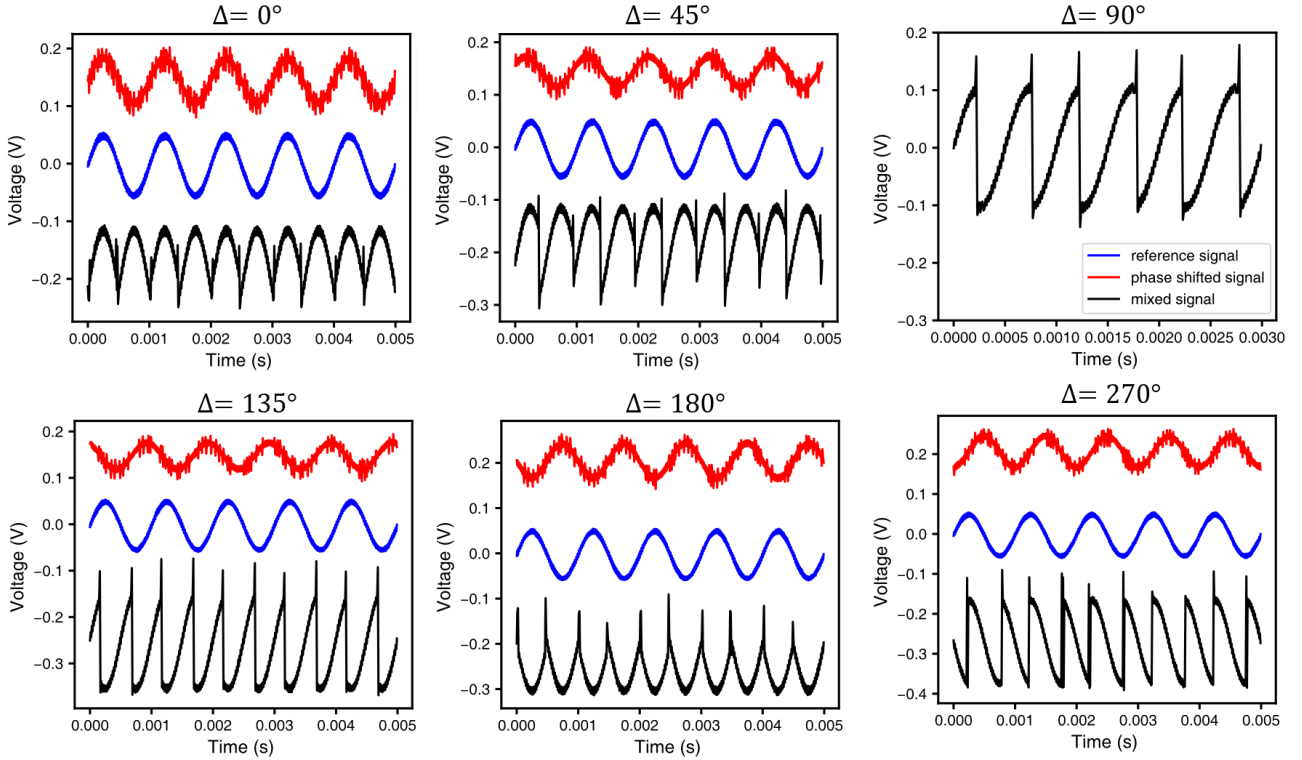 Δ= 0°
Voltage (V)
0.2
0.1
0.0
−0.1
−0.2
0.000 0.001 0.002 0.003 0.004 0.005
Time (s)
Δ= 45°
Voltage (V)
0.2
0.1
0.0
−0.1
−0.2
−0.3
0.000 0.001 0.002 0.003 0.004 0.005
Time (s)
Δ= 90°
Voltage (V)
0.2
0.1
0.0
−0.1
−0.2
−0.3
reference signal
phase shifted signal
mixed signal
0.000 0.0005 0.0010 0.0015 0.0020 0.0025 0.0030
Time (s)
Δ= 135°
Voltage (V)
0.2
0.1
0.0
−0.1
−0.2
−0.3
0.000 0.001 0.002 0.003 0.004 0.005
Time (s)
Δ= 180°
Voltage (V)
0.2
0.1
0.0
−0.1
−0.2
−0.3
0.000 0.001 0.002 0.003 0.004 0.005
Time (s)
Δ= 270°
Voltage (V)
0.2
0.1
0.0
−0.1
−0.2
−0.3
−0.4
0.000 0.001 0.002 0.003 0.004 0.005
Time (s)